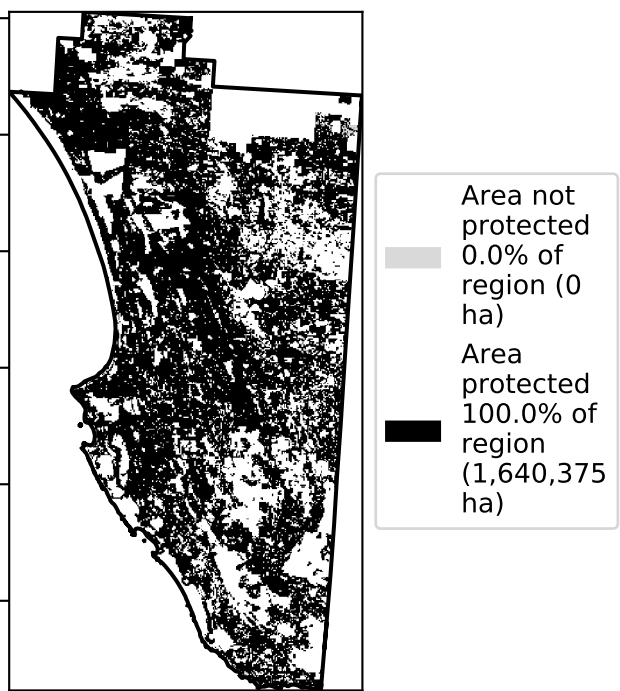 Area not
protected
0.0% of
region (0
ha)
Area
protected
100.0% of
region
(1,640,375
ha)